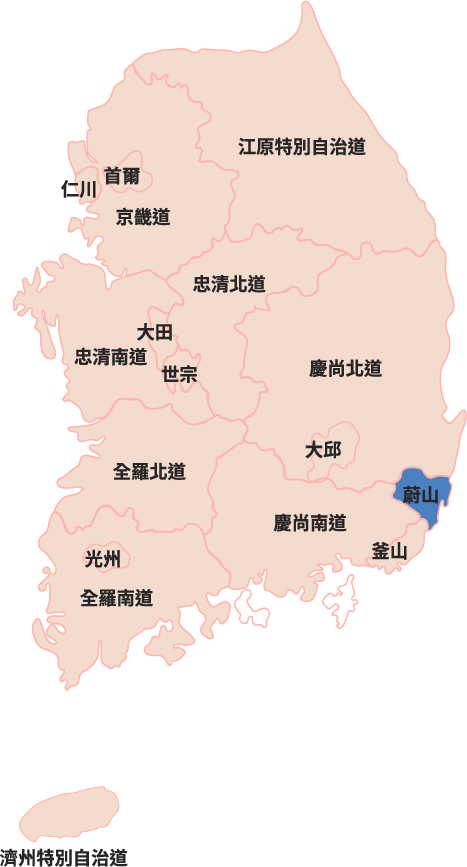 江原特別自治道
首爾
仁川
京畿道
忠清北道
大田
忠清南道
慶尚北道
世宗
大邱
全羅北道
蔚山
慶尚南道
釜山
光州
全羅南道
濟州特別自治道